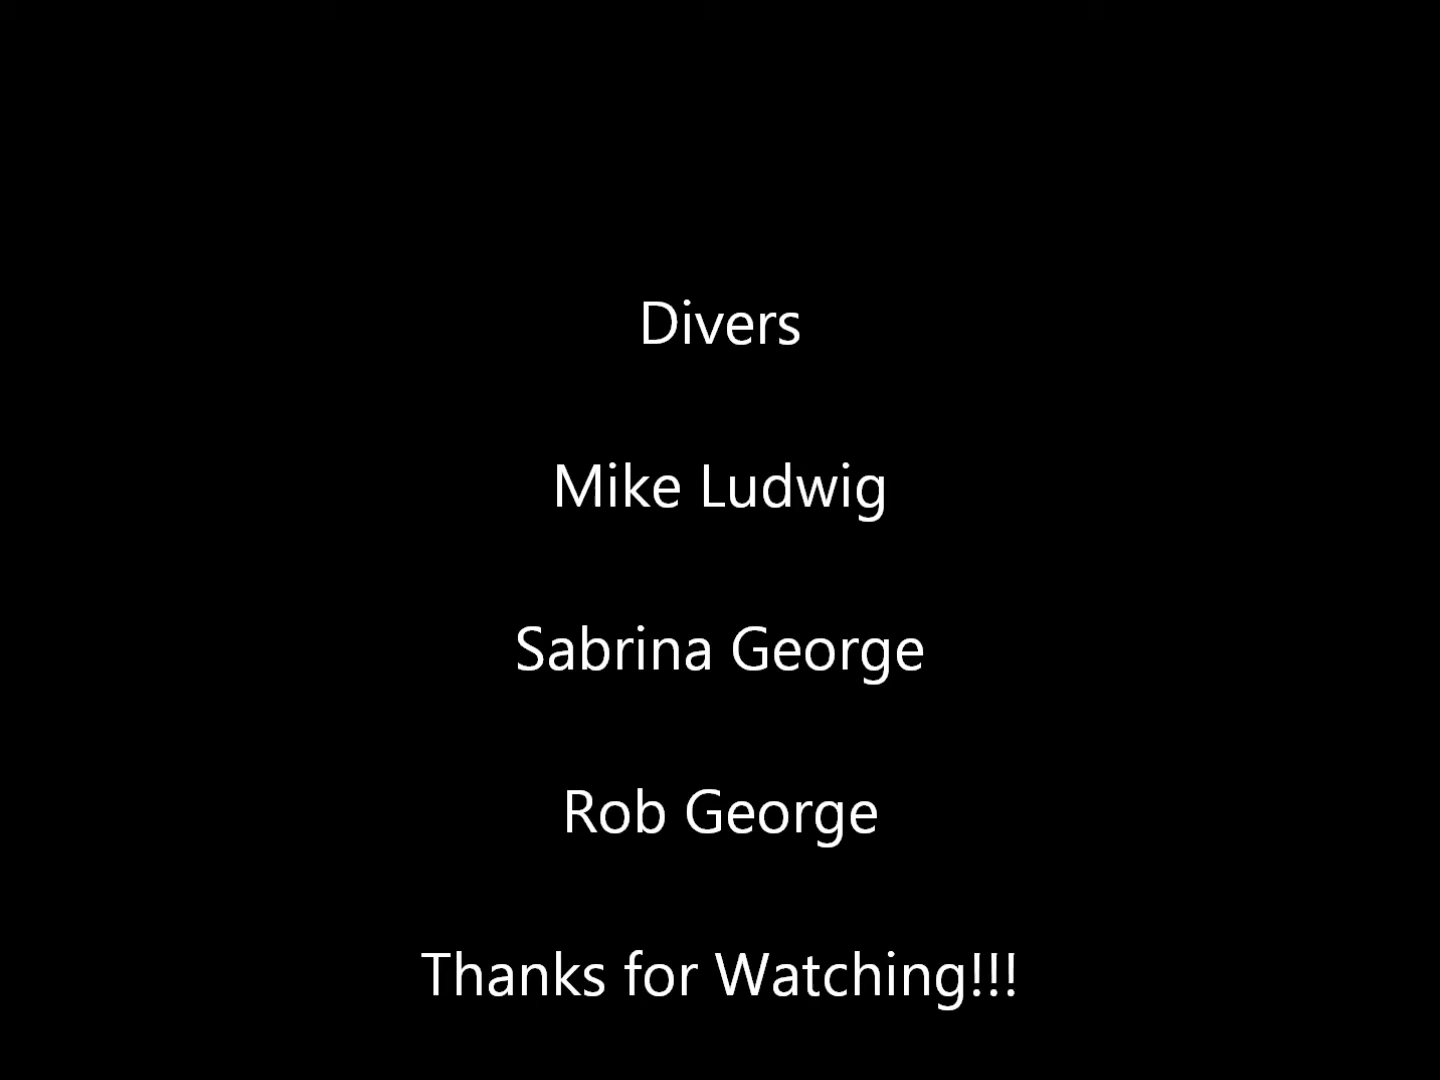 Divers
Mike Ludwig
Sabrina George
Rob George
Thanks for Watching!!!